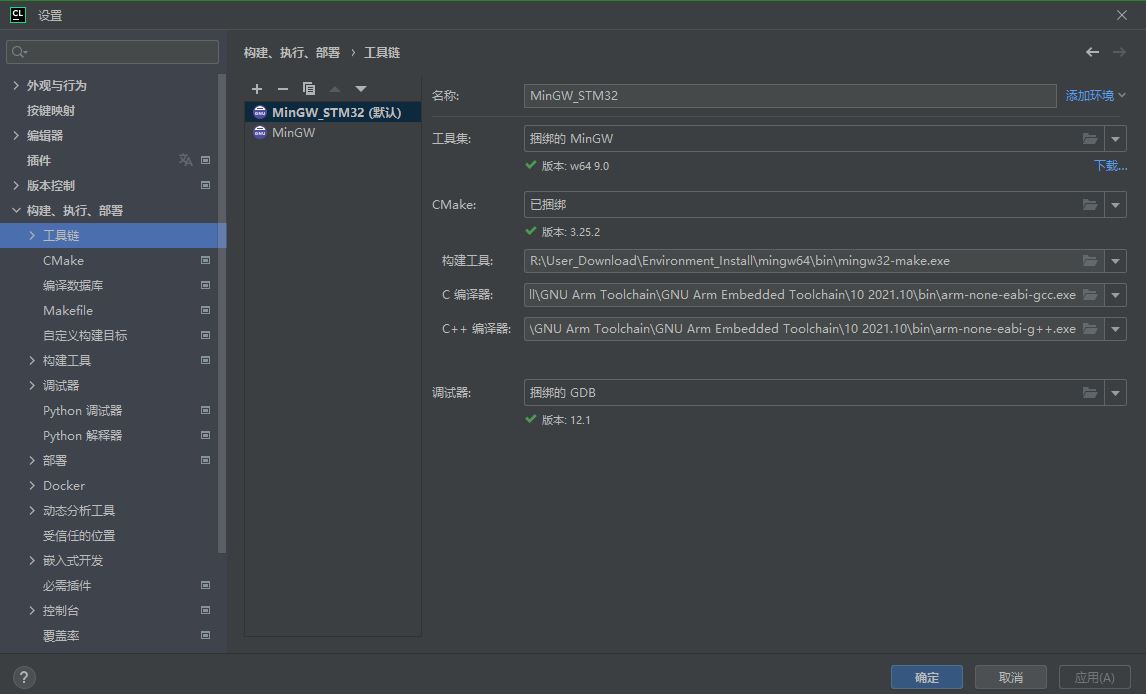 CL 设置
构建、执行、部署 › 工具链
外观与行为
按键映射
编辑器
插件
版本控制
构建、执行、部署
工具链
CMake
编译数据库
Makefile
自定义构建目标
构建工具
调试器
Python 调试器
Python 解释器
部署
Docker
动态分析工具
受信任的位置
嵌入式开发
必需插件
控制台
覆盖率
MinGW_STM32 (默认)
MinGW
名称: MinGW_STM32 添加环境
工具集: 捆绑的 MinGW
版本: w64 9.0 下载...
CMake: 已捆绑
版本: 3.25.2
构建工具: R:\User_Download\Environment_Install\mingw64\bin\mingw32-make.exe
C 编译器: ll\GNU Arm Toolchain\GNU Arm Embedded Toolchain\10 2021.10\bin\arm-none-eabi-gcc.exe
C++ 编译器: \GNU Arm Toolchain\GNU Arm Embedded Toolchain\10 2021.10\bin\arm-none-eabi-g++.exe
调试器: 捆绑的 GDB
版本: 12.1
? 确定 取消 应用(A)